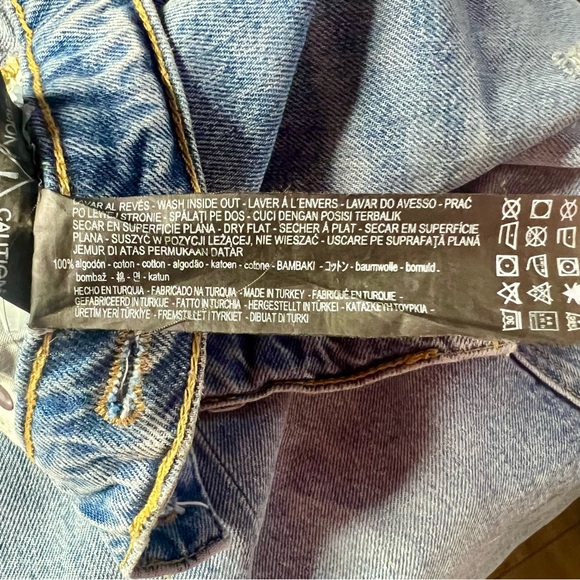 LAVAR AL REVÉS - WASH INSIDE OUT - LAVER Á L'ENVERS - LAVAR DO AVESSO - PRAĆ
PO LEWEJ STRONIE - SPĂLAȚI PE DOS - CUCI DENGAN POSISI TERBALIK
SECAR EN SUPERFÍCIE PLANA - DRY FLAT - SECHER À PLAT - SECAR EM SUPERFÍCIE
PLANA - SUSZYĆ W POZYCJI LEŻĄCEJ, NIE WIESZAĆ - USCARE PE SUPRAFAȚĂ PLANĂ
JEMUR DI ATAS PERMUKAAN DATAR
100% algodón - coton - cotton - algodão - katoen - cotone - ΒΑΜΒΑΚΙ - コットン - baumwolle - bomuld -
bombaž - 棉 - 면 - katun
HECHO EN TURQUIA - FABRICADO NA TURQUIA - MADE IN TURKEY - FABRIQUÉ EN TURQUIE -
GEFABRICEERD IN TURKIJE - FATTO IN TURCHIA - HERGESTELLT IN TÜRKEI - ΚΑΤΑΣΚΕΥΗ ΤΟΥΡΚΙΑ -
ÜRETİM YERİ TÜRKİYE - FREMSTILLET I TYRKIET - DIBUAT DI TURKI
CAUTION